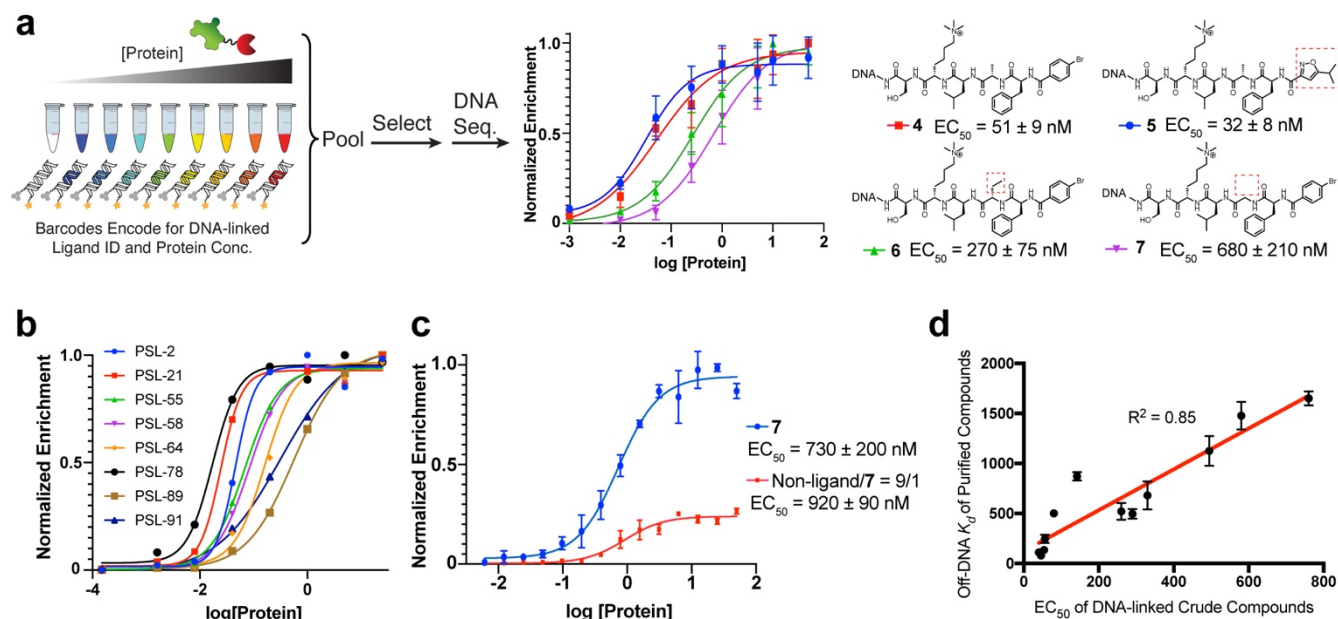 a
[Protein]
Pool
Select
DNA
Seq.
Barcodes Encode for DNA-linked
Ligand ID and Protein Conc.
Normalized Enrichment
1.0
0.5
0
-3 -2 -1 0 1 2
log [Protein]
DNA
N
H
HO
O
Br
4 EC50 = 51 ± 9 nM
5 EC50 = 32 ± 8 nM
6 EC50 = 270 ± 75 nM
7 EC50 = 680 ± 210 nM
b
Normalized Enrichment
1.0
0.5
0
PSL-2
PSL-21
PSL-55
PSL-58
PSL-64
PSL-78
PSL-89
PSL-91
-4 -2 0
log[Protein]
c
Normalized Enrichment
1.0
0.5
0
-2 -1 0 1 2
log [Protein]
7
EC50 = 730 ± 200 nM
Non-ligand/7 = 9/1
EC50 = 920 ± 90 nM
d
Off-DNA Kd of Purified Compounds
2000
1500
1000
500
0
R2 = 0.85
0 200 400 600 800
EC50 of DNA-linked Crude Compounds